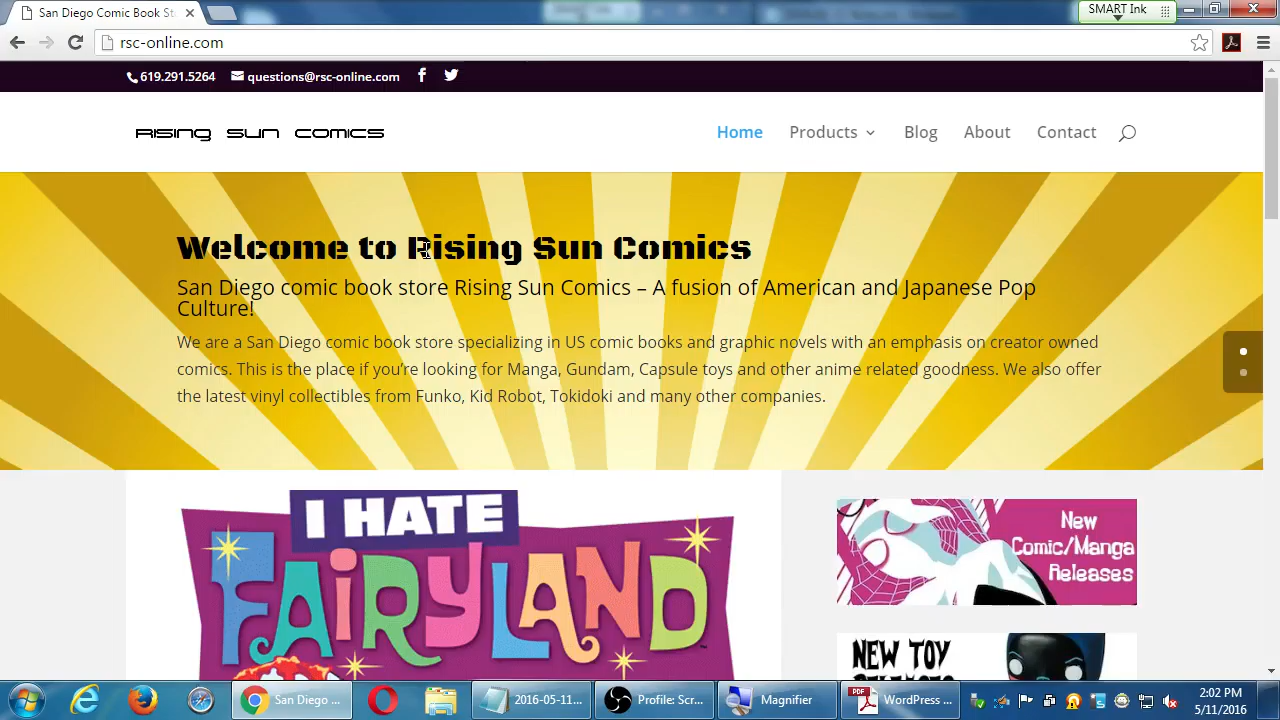 San Diego Comic Book St
SMART Ink
rsc-online.com
619.291.5264
questions@rsc-online.com
Rising Sun Comics
Home
Products
Blog
About
Contact
Welcome to Rising Sun Comics
San Diego comic book store Rising Sun Comics – A fusion of American and Japanese Pop
Culture!
We are a San Diego comic book store specializing in US comic books and graphic novels with an emphasis on creator owned
comics. This is the place if you're looking for Manga, Gundam, Capsule toys and other anime related goodness. We also offer
the latest vinyl collectibles from Funko, Kid Robot, Tokidoki and many other companies.
I HATE
FAIRYLAND
New
Comic/Manga
Releases
NEW TOY
San Diego ...
2016-05-11...
Profile: Scr...
Magnifier
PDF
WordPress ...
2:02 PM
5/11/2016